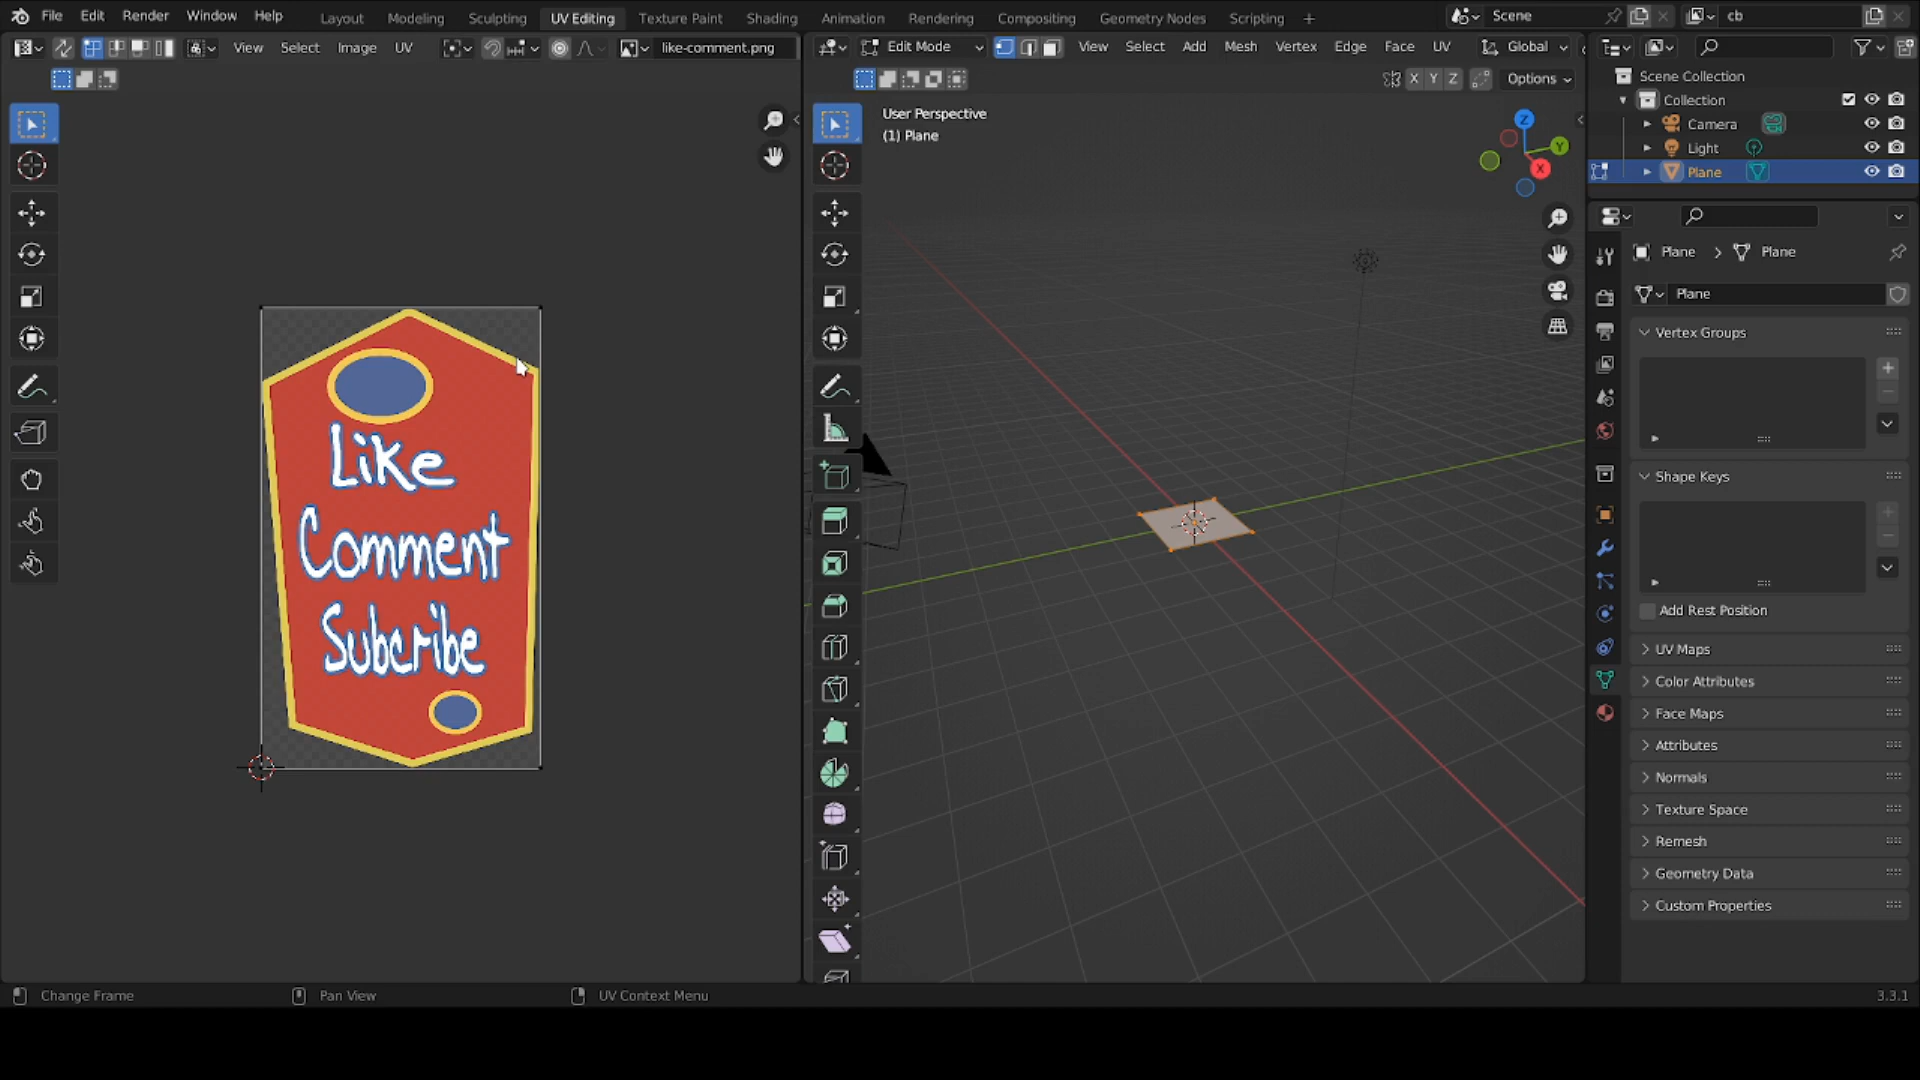 File Edit Render Window Help Layout Modeling Sculpting UV Editing Texture Paint Shading Animation Rendering Compositing Geometry Nodes Scripting + Scene cb
View Select Image UV like-comment.png Edit Mode View Select Add Mesh Vertex Edge Face UV Global
X Y Z Options
User Perspective
(1) Plane
Z
Y
X
Like
Comment
Subcribe
Scene Collection
Collection
Camera
Light
Plane
Plane > Plane
Plane
Vertex Groups
Shape Keys
Add Rest Position
UV Maps
Color Attributes
Face Maps
Attributes
Normals
Texture Space
Remesh
Geometry Data
Custom Properties
Change Frame Pan View UV Context Menu 3.3.1